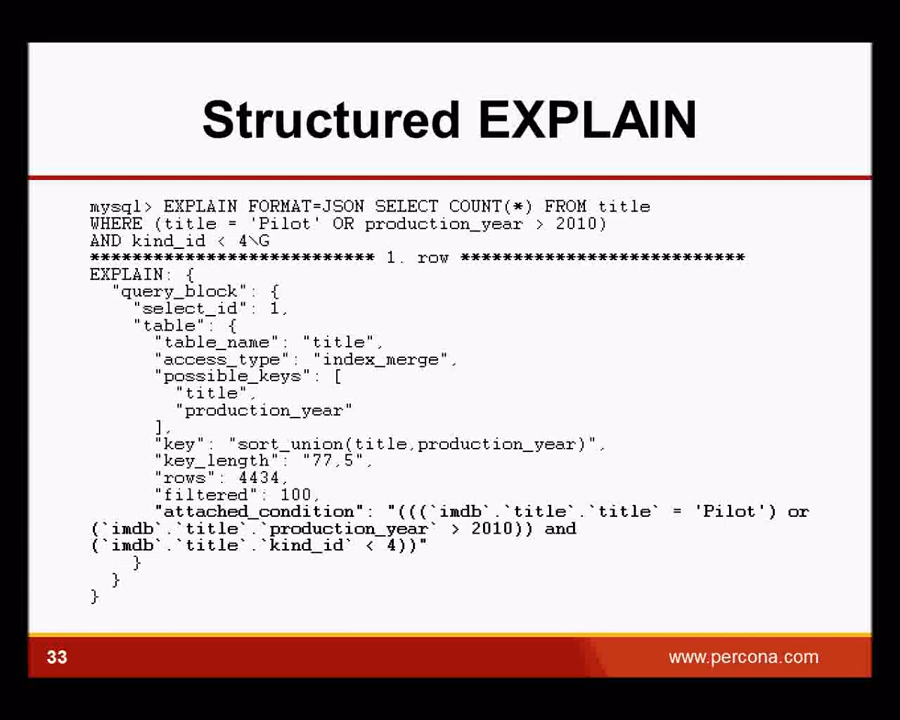 Structured EXPLAIN
mysql> EXPLAIN FORMAT=JSON SELECT COUNT(*) FROM title
WHERE (title = 'Pilot' OR production_year > 2010)
AND kind_id < 4\G
*************************** 1. row ***************************
EXPLAIN: {
  "query_block": {
    "select_id": 1,
    "table": {
      "table_name": "title",
      "access_type": "index_merge",
      "possible_keys": [
        "title",
        "production_year"
      ],
      "key": "sort_union(title,production_year)",
      "key_length": "77,5",
      "rows": 4434,
      "filtered": 100,
      "attached_condition": "(((`imdb`.`title`.`title` = 'Pilot') or
(`imdb`.`title`.`production_year` > 2010)) and
(`imdb`.`title`.`kind_id` < 4))"
    }
  }
}
33
www.percona.com